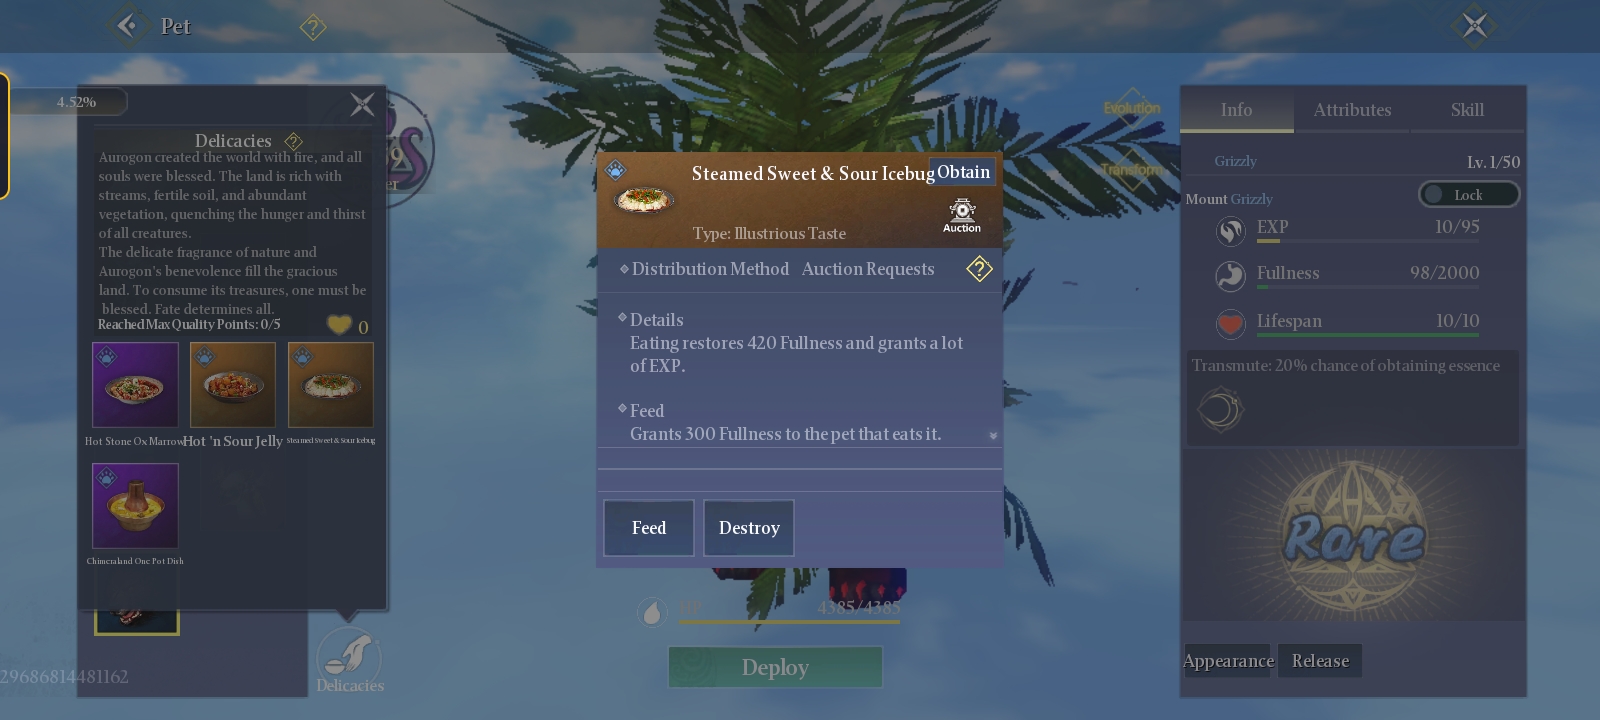 Pet
?
4.52%
Delicacies ?
Aurogon created the world with fire, and all
souls were blessed. The land is rich with
streams, fertile soil, and abundant
vegetation, quenching the hunger and thirst
of all creatures.
The delicate fragrance of nature and
Aurogon's benevolence fill the gracious
land. To consume its treasures, one must be
blessed. Fate determines all.
Reached Max Quality Points: 0/5
0
Hot Stone Ox Marrow
Hot 'n Sour Jelly
Steamed Sweet & Sour Icebug
Chimeraland One Pot Dish
29686814481162
Delicacies
Steamed Sweet & Sour Icebug
Obtain
Auction
Type: Illustrious Taste
Distribution Method Auction Requests ?
Details
Eating restores 420 Fullness and grants a lot
of EXP.
Feed
Grants 300 Fullness to the pet that eats it.
Feed
Destroy
HP 4385/4385
Deploy
Evolution
Transform
Info
Attributes
Skill
Grizzly
Lv. 1/50
Mount Grizzly
Lock
EXP 10/95
Fullness 98/2000
Lifespan 10/10
Transmute: 20% chance of obtaining essence
Rare
Appearance
Release